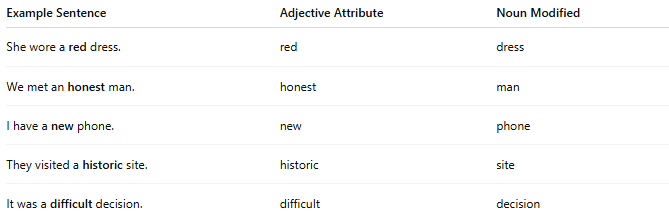 Example Sentence Adjective Attribute Noun Modified
She wore a red dress. red dress
We met an honest man. honest man
I have a new phone. new phone
They visited a historic site. historic site
It was a difficult decision. difficult decision